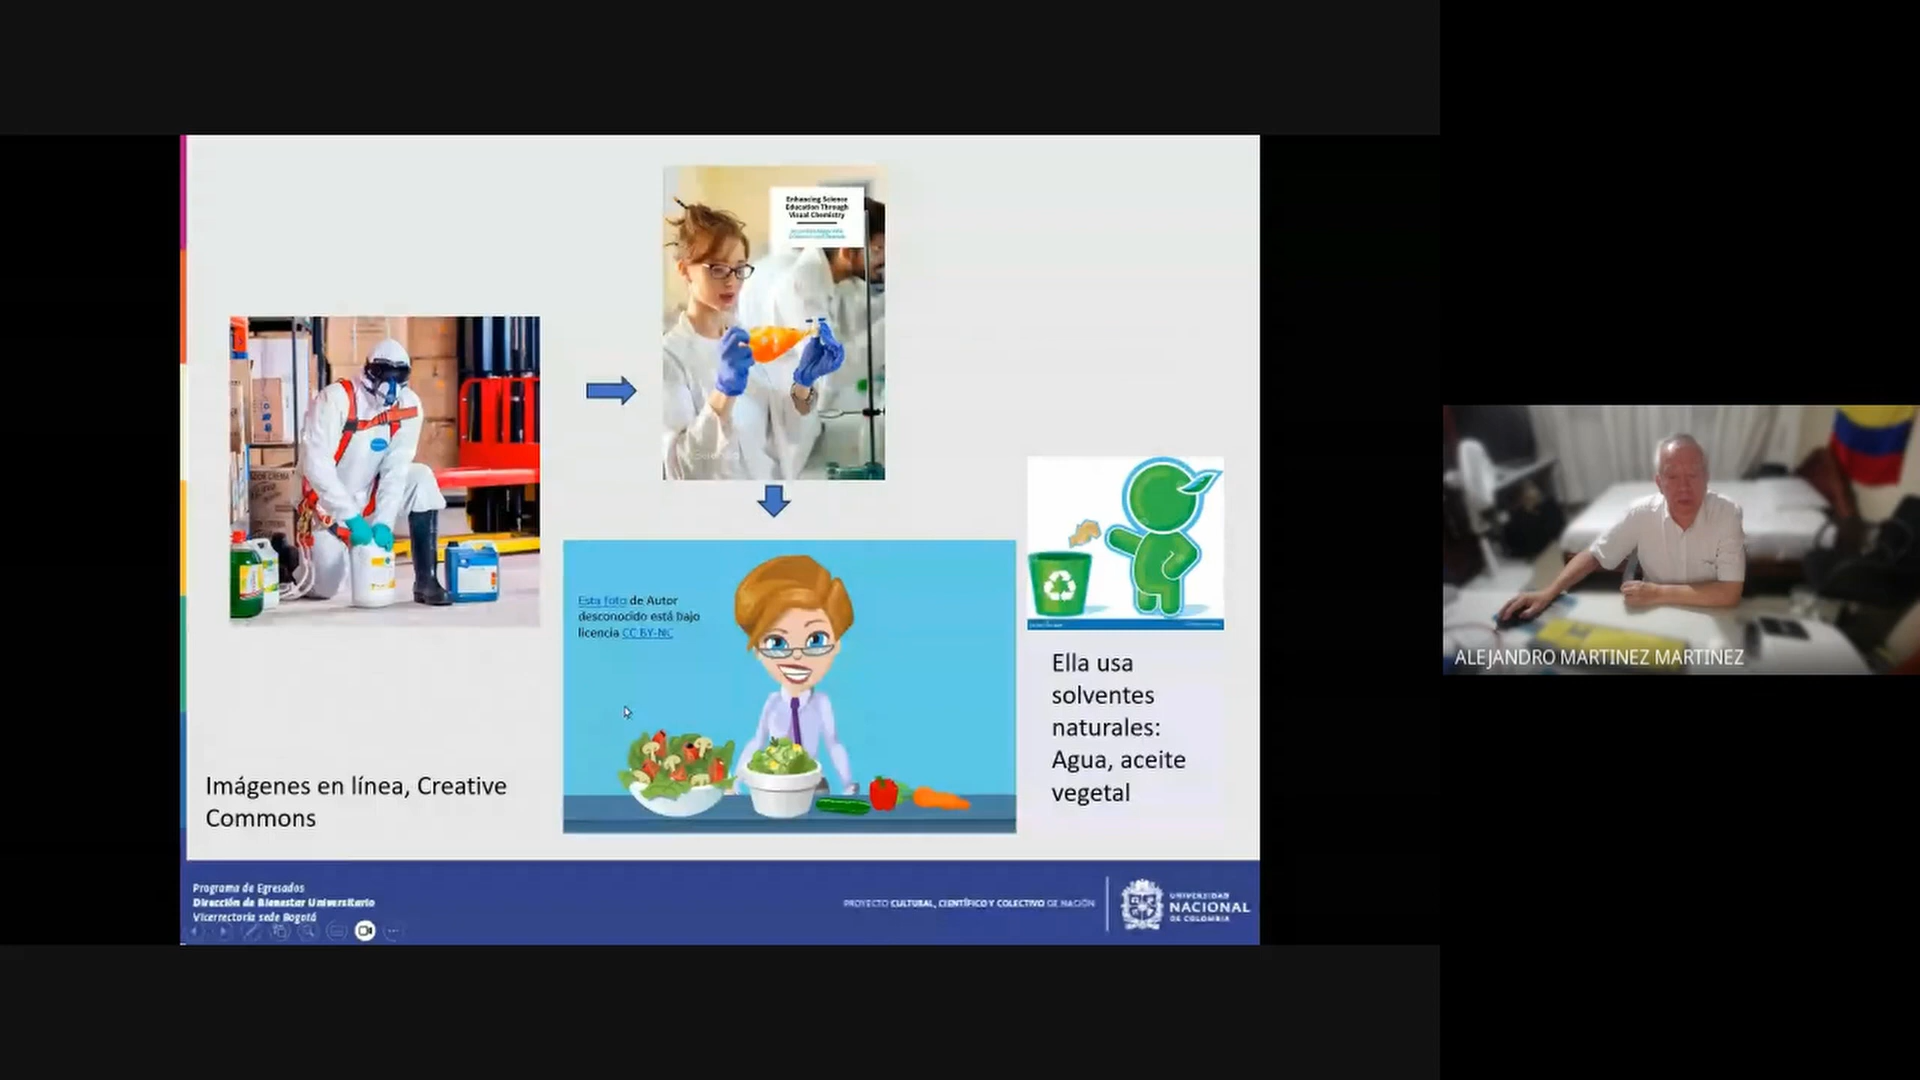 Enhancing Science
Education Through
Visual Chemistry
Esta foto de Autor
desconocido está bajo
licencia CC BY-NC
Ella usa
solventes
naturales:
Agua, aceite
vegetal
Imágenes en línea, Creative
Commons
Programa de Egresados
Dirección de Bienestar Universitario
Vicerrectoría sede Bogotá
PROYECTO CULTURAL, CIENTÍFICO Y COLECTIVO DE NACIÓN
UNIVERSIDAD
NACIONAL
DE COLOMBIA
ALEJANDRO MARTINEZ MARTINEZ